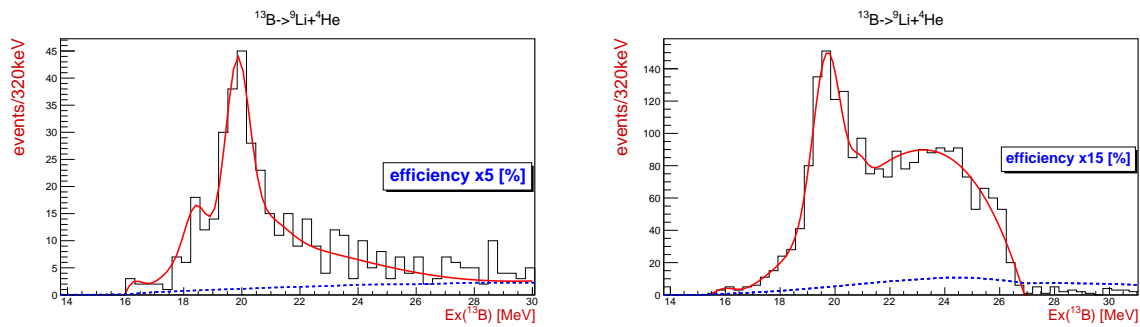 ¹³B->⁹Li+⁴He
events/320keV
45
40
35
30
25
20
15
10
5
0
efficiency x5 [%]
14 16 18 20 22 24 26 28 30
Ex(¹³B) [MeV]
¹³B->⁹Li+⁴He
events/320keV
140
120
100
80
60
40
20
0
efficiency x15 [%]
14 16 18 20 22 24 26 28 30
Ex(¹³B) [MeV]